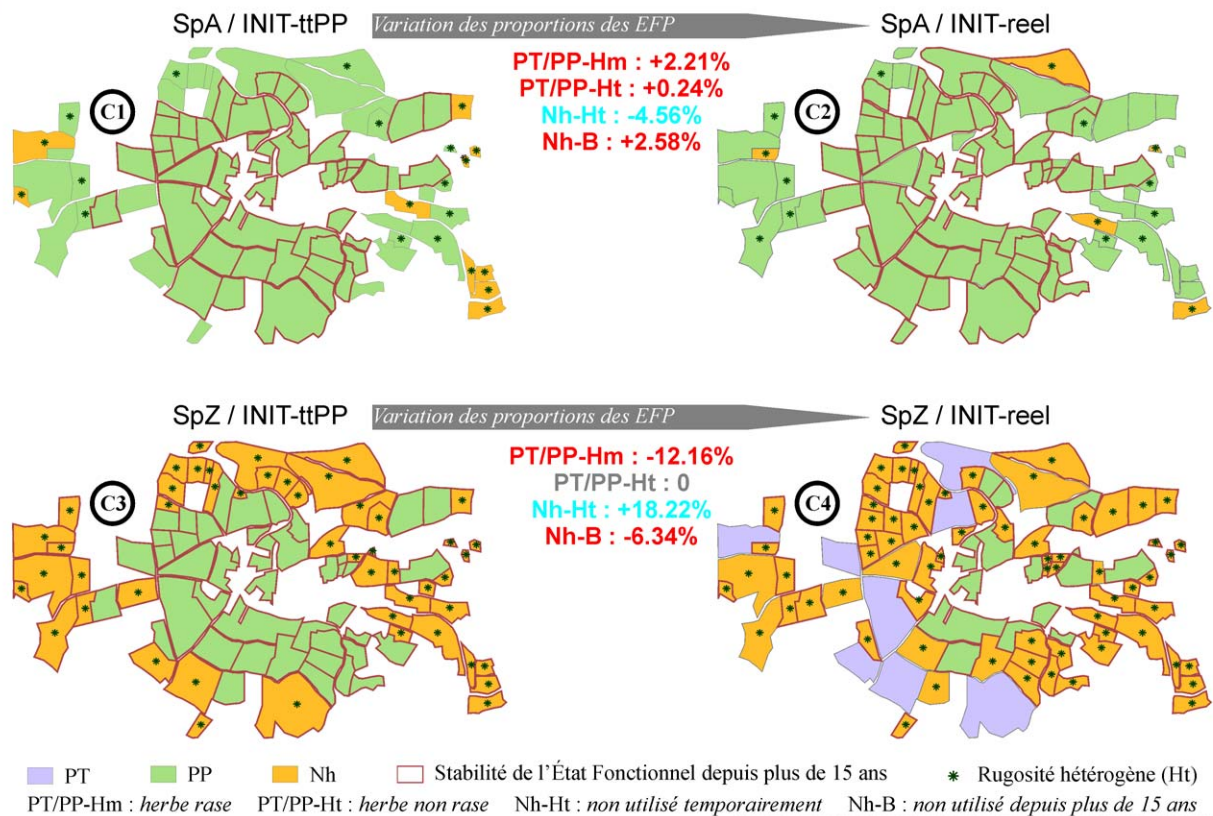 SpA / INIT-ttPP
Variation des proportions des EFP
SpA / INIT-reel
PT/PP-Hm : +2.21%
PT/PP-Ht : +0.24%
Nh-Ht : -4.56%
Nh-B : +2.58%
C1
C2
SpZ / INIT-ttPP
Variation des proportions des EFP
SpZ / INIT-reel
PT/PP-Hm : -12.16%
PT/PP-Ht : 0
Nh-Ht : +18.22%
Nh-B : -6.34%
C3
C4
PT PP Nh Stabilité de l'État Fonctionnel depuis plus de 15 ans Rugosité hétérogène (Ht)
PT/PP-Hm : herbe rase PT/PP-Ht : herbe non rase Nh-Ht : non utilisé temporairement Nh-B : non utilisé depuis plus de 15 ans